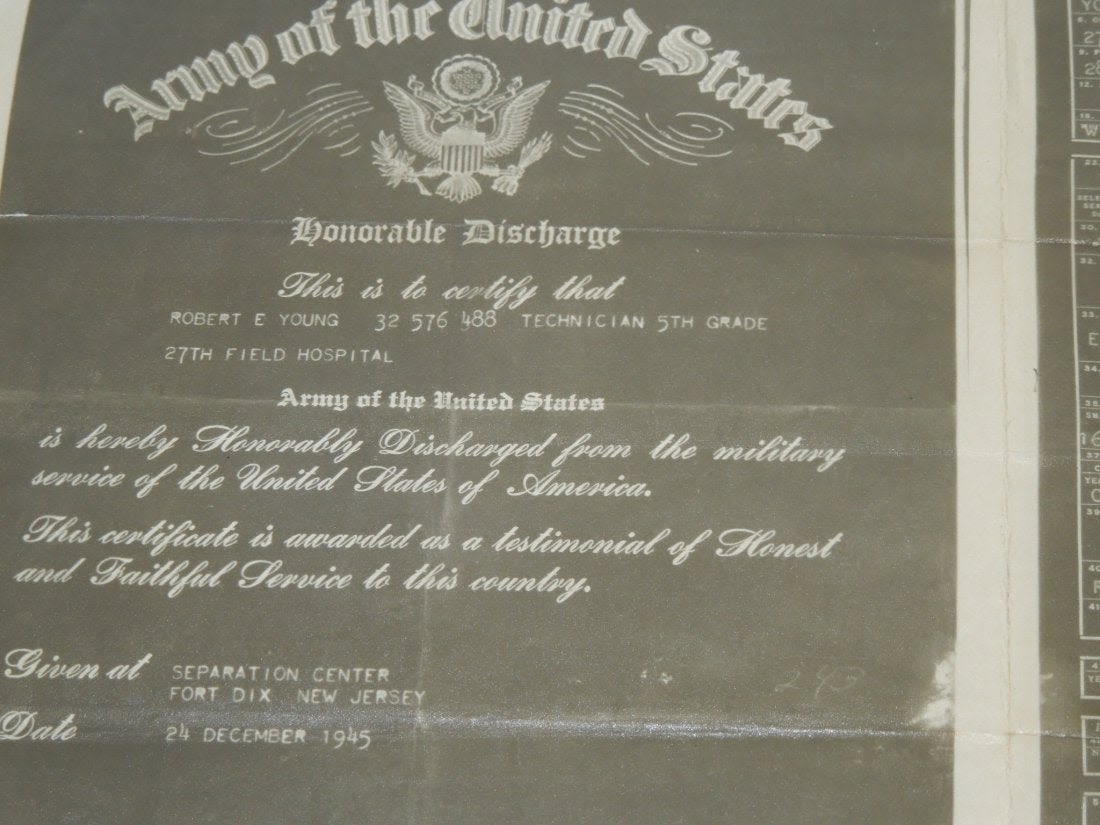 Army of the United States
Honorable Discharge
This is to certify that
ROBERT E YOUNG 32 576 488 TECHNICIAN 5TH GRADE
27TH FIELD HOSPITAL
Army of the United States
is hereby Honorably Discharged from the military
service of the United States of America.
This certificate is awarded as a testimonial of Honest
and Faithful Service to this country.
Given at SEPARATION CENTER
FORT DIX NEW JERSEY
Date 24 DECEMBER 1945